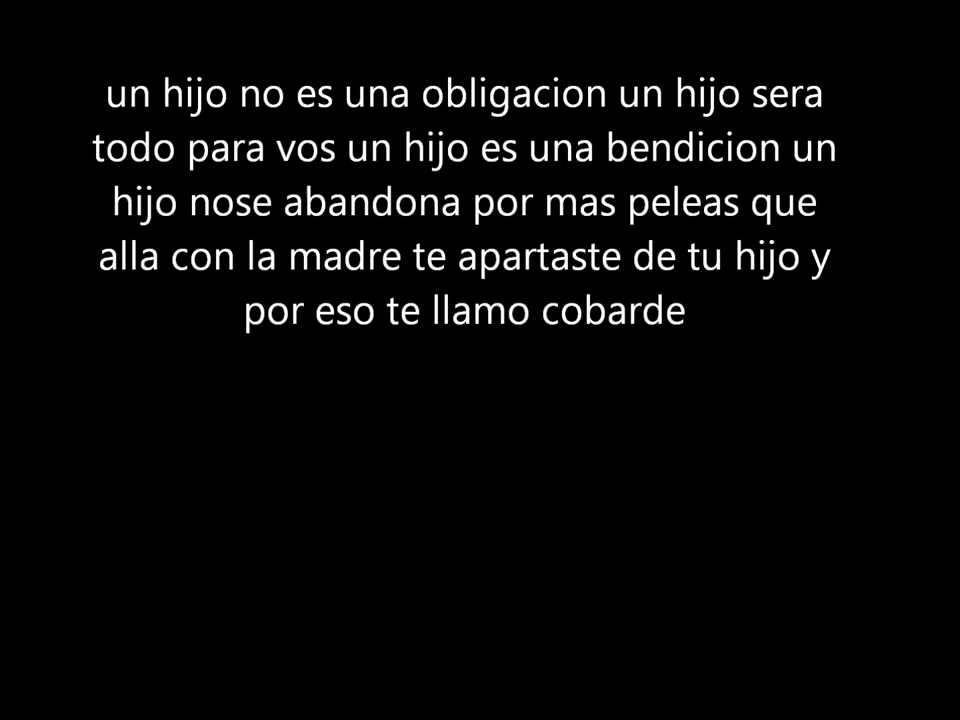 un hijo no es una obligacion un hijo sera
todo para vos un hijo es una bendicion un
hijo nose abandona por mas peleas que
alla con la madre te apartaste de tu hijo y
por eso te llamo cobarde